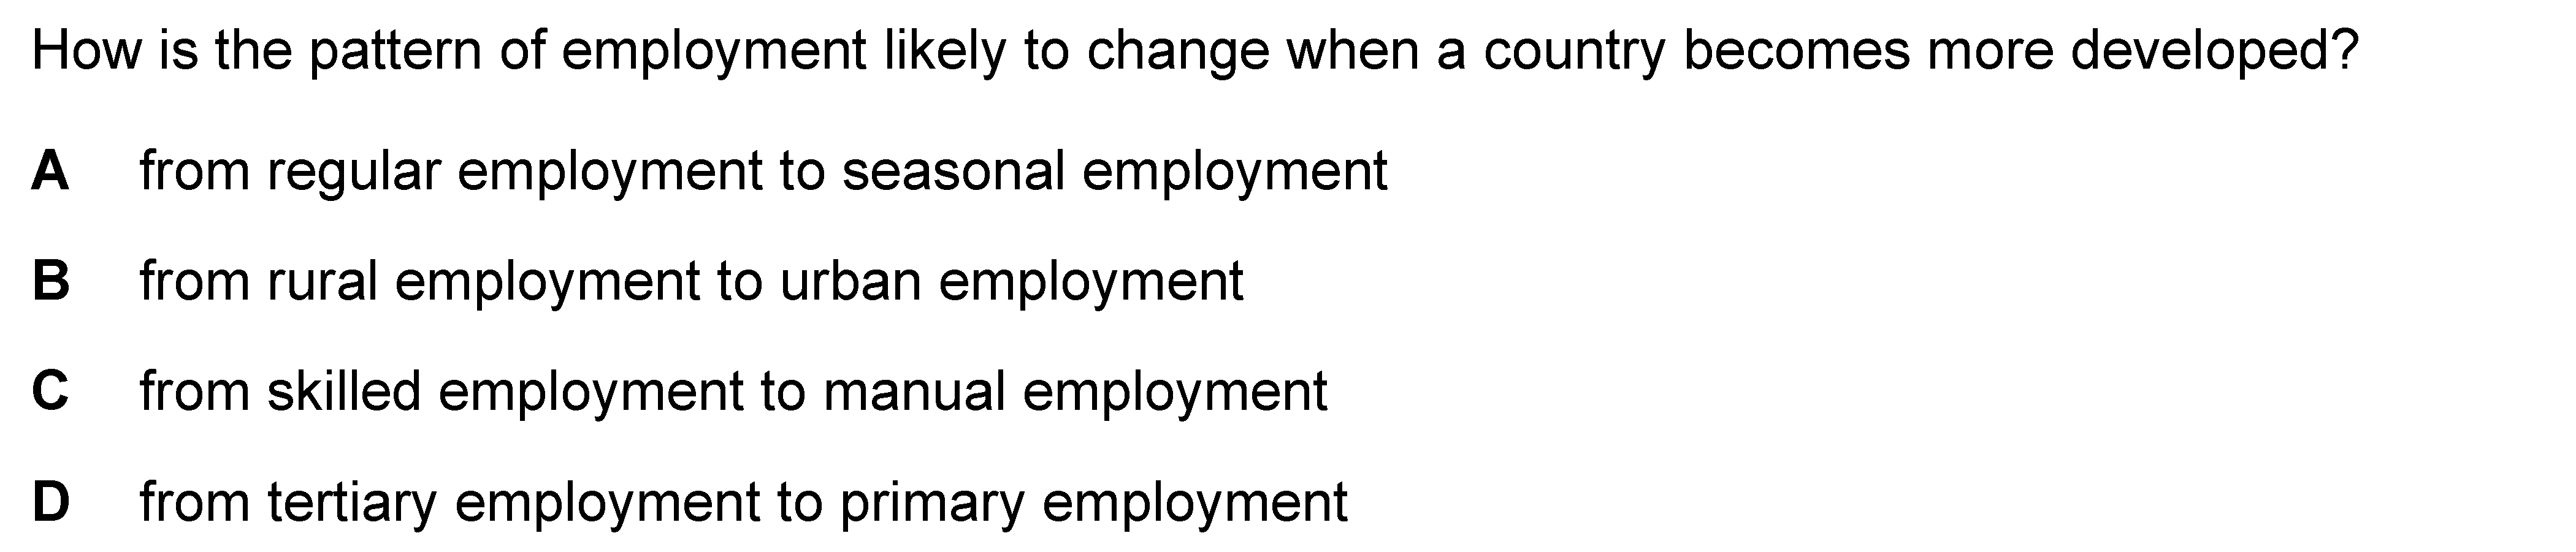 How is the pattern of employment likely to change when a country becomes more developed?
A from regular employment to seasonal employment
B from rural employment to urban employment
C from skilled employment to manual employment
D from tertiary employment to primary employment